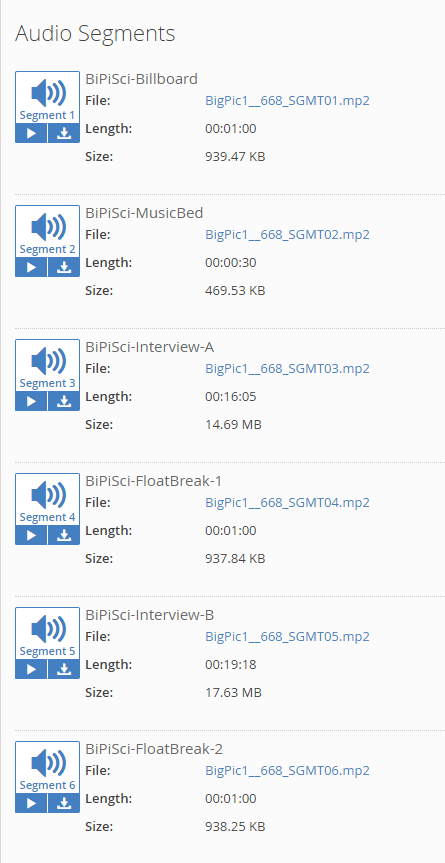 Audio Segments
BiPiSci-Billboard
File: BigPic1__668_SGMT01.mp2
Segment 1
Length: 00:01:00
Size: 939.47 KB
BiPiSci-MusicBed
File: BigPic1__668_SGMT02.mp2
Segment 2
Length: 00:00:30
Size: 469.53 KB
BiPiSci-Interview-A
File: BigPic1__668_SGMT03.mp2
Segment 3
Length: 00:16:05
Size: 14.69 MB
BiPiSci-FloatBreak-1
File: BigPic1__668_SGMT04.mp2
Segment 4
Length: 00:01:00
Size: 937.84 KB
BiPiSci-Interview-B
File: BigPic1__668_SGMT05.mp2
Segment 5
Length: 00:19:18
Size: 17.63 MB
BiPiSci-FloatBreak-2
File: BigPic1__668_SGMT06.mp2
Segment 6
Length: 00:01:00
Size: 938.25 KB